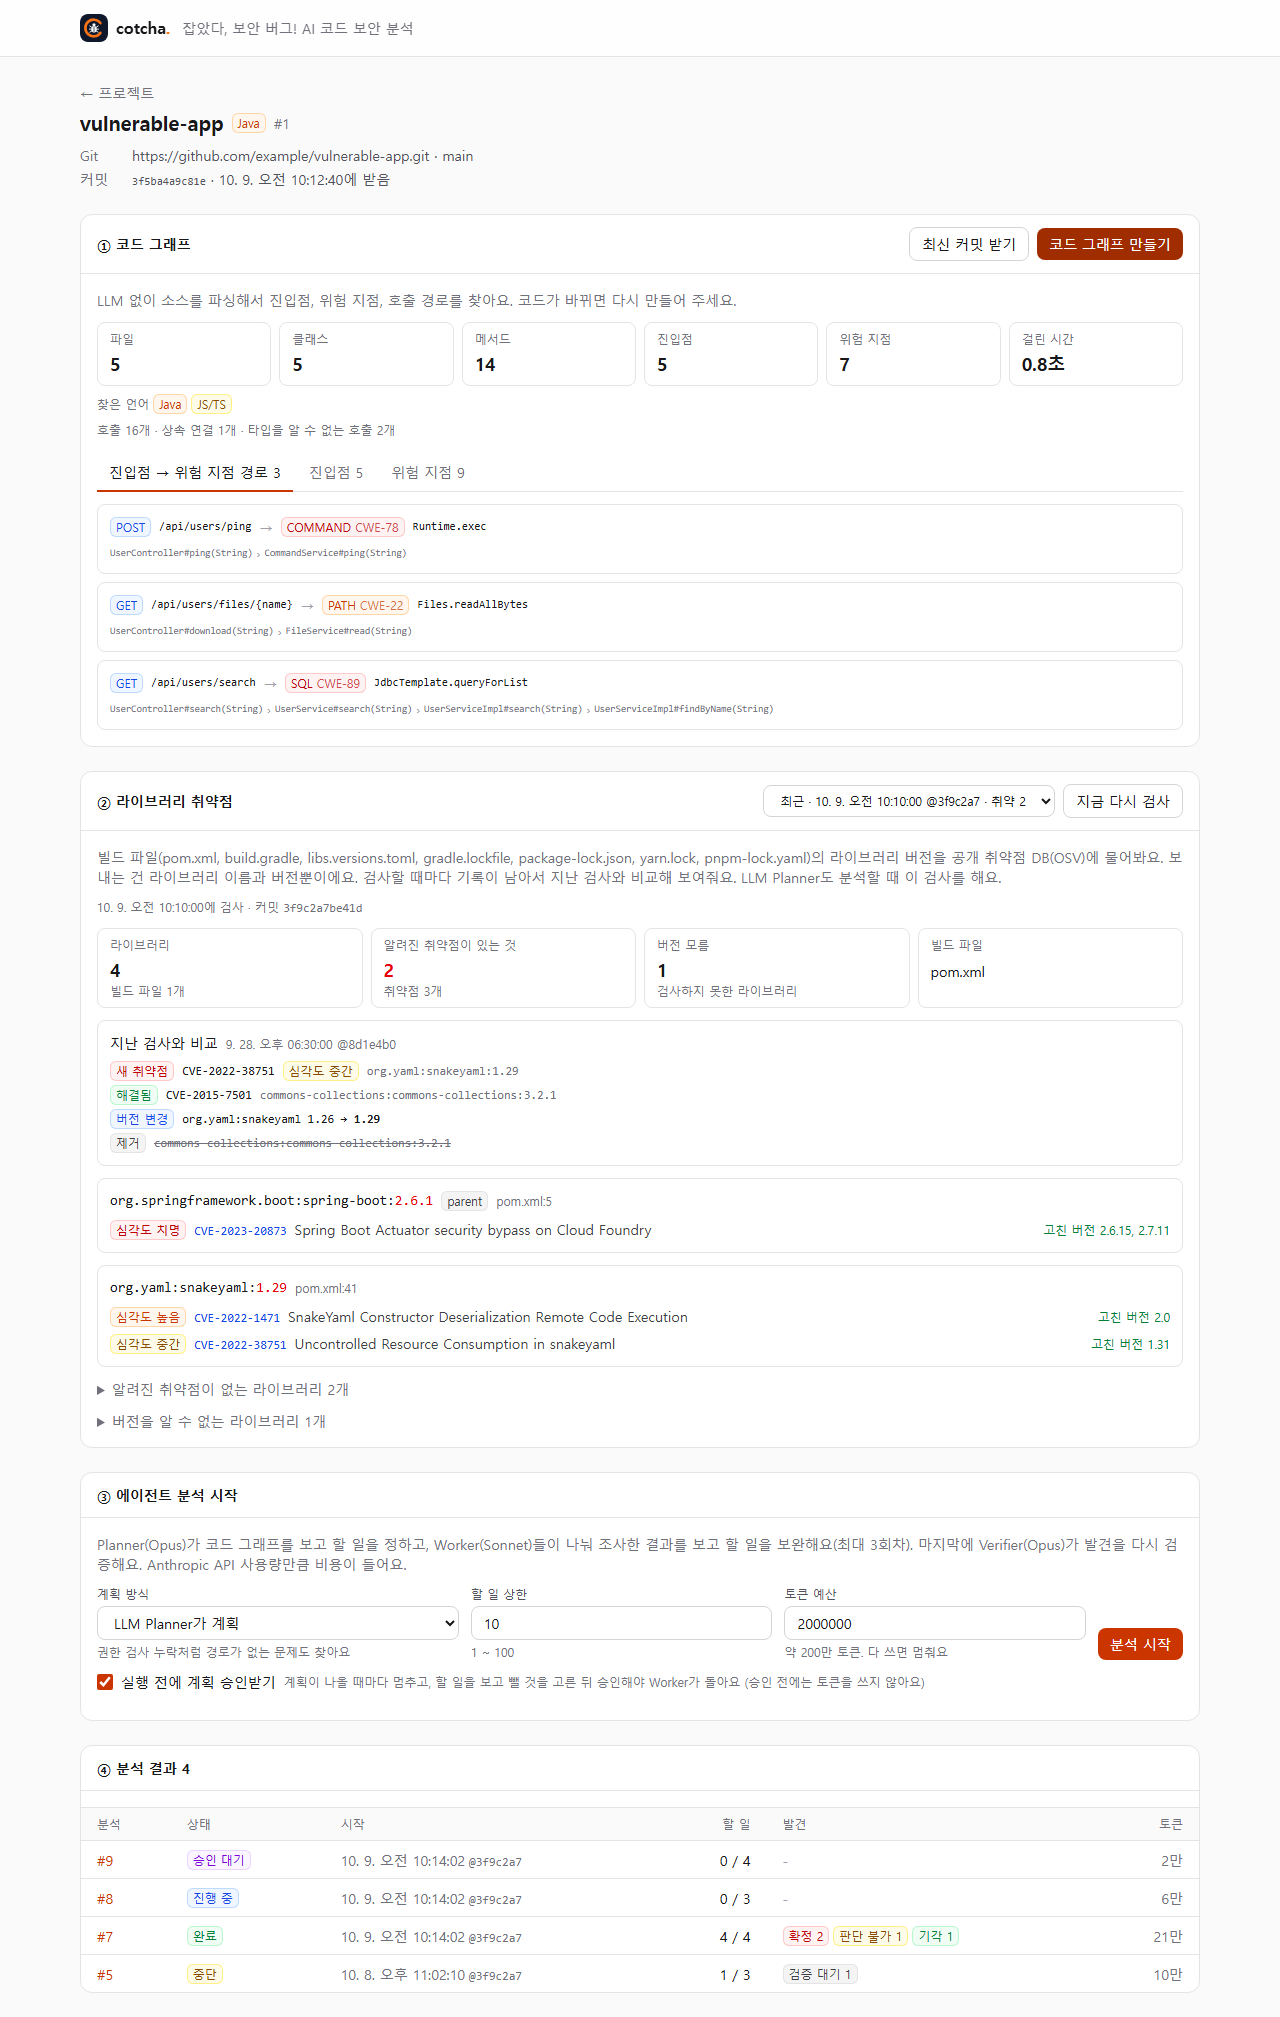 cotcha. 잡았다, 보안 버그! AI 코드 보안 분석
← 프로젝트
vulnerable-app Java #1
Git https://github.com/example/vulnerable-app.git · main
커밋 3f5ba4a9c81e · 10. 9. 오전 10:12:40에 받음
① 코드 그래프 최신 커밋 받기 코드 그래프 만들기
LLM 없이 소스를 파싱해서 진입점, 위험 지점, 호출 경로를 찾아요. 코드가 바뀌면 다시 만들어 주세요.
파일 클래스 메서드 진입점 위험 지점 걸린 시간
5 5 14 5 7 0.8초
찾은 언어 Java JS/TS
호출 16개 · 상속 연결 1개 · 타입을 알 수 없는 호출 2개
진입점 → 위험 지점 경로 3 진입점 5 위험 지점 9
POST /api/users/ping → COMMAND CWE-78 Runtime.exec
UserController#ping(String) › CommandService#ping(String)
GET /api/users/files/{name} → PATH CWE-22 Files.readAllBytes
UserController#download(String) › FileService#read(String)
GET /api/users/search → SQL CWE-89 JdbcTemplate.queryForList
UserController#search(String) › UserService#search(String) › UserServiceImpl#search(String) › UserServiceImpl#findByName(String)
② 라이브러리 취약점 최근 · 10. 9. 오전 10:10:00 @3f9c2a7 · 취약 2 지금 다시 검사
빌드 파일(pom.xml, build.gradle, libs.versions.toml, gradle.lockfile, package-lock.json, yarn.lock, pnpm-lock.yaml)의 라이브러리 버전을 공개 취약점 DB(OSV)에 물어봐요. 보
내는 건 라이브러리 이름과 버전뿐이에요. 검사할 때마다 기록이 남아서 지난 검사와 비교해 보여줘요. LLM Planner도 분석할 때 이 검사를 해요.
10. 9. 오전 10:10:00에 검사 · 커밋 3f9c2a7be41d
라이브러리 알려진 취약점이 있는 것 버전 모름 빌드 파일
4 2 1 pom.xml
빌드 파일 1개 취약점 3개 검사하지 못한 라이브러리
지난 검사와 비교 9. 28. 오후 06:30:00 @8d1e4b0
새 취약점 CVE-2022-38751 심각도 중간 org.yaml:snakeyaml:1.29
해결됨 CVE-2015-7501 commons-collections:commons-collections:3.2.1
버전 변경 org.yaml:snakeyaml 1.26 → 1.29
제거 commons-collections:commons-collections:3.2.1
org.springframework.boot:spring-boot:2.6.1 parent pom.xml:5
심각도 치명 CVE-2023-20873 Spring Boot Actuator security bypass on Cloud Foundry 고친 버전 2.6.15, 2.7.11
org.yaml:snakeyaml:1.29 pom.xml:41
심각도 높음 CVE-2022-1471 SnakeYaml Constructor Deserialization Remote Code Execution 고친 버전 2.0
심각도 중간 CVE-2022-38751 Uncontrolled Resource Consumption in snakeyaml 고친 버전 1.31
▶ 알려진 취약점이 없는 라이브러리 2개
▶ 버전을 알 수 없는 라이브러리 1개
③ 에이전트 분석 시작
Planner(Opus)가 코드 그래프를 보고 할 일을 정하고, Worker(Sonnet)들이 나눠 조사한 결과를 보고 할 일을 보완해요(최대 3회차). 마지막에 Verifier(Opus)가 발견을 다시 검
증해요. Anthropic API 사용량만큼 비용이 들어요.
계획 방식 할 일 상한 토큰 예산
LLM Planner가 계획 10 2000000 분석 시작
권한 검사 누락처럼 경로가 없는 문제도 찾아요 1 ~ 100 약 200만 토큰. 다 쓰면 멈춰요
실행 전에 계획 승인받기 계획이 나올 때마다 멈추고, 할 일을 보고 뺄 것을 고른 뒤 승인해야 Worker가 돌아요 (승인 전에는 토큰을 쓰지 않아요)
④ 분석 결과 4
분석 상태 시작 할 일 발견 토큰
#9 승인 대기 10. 9. 오전 10:14:02 @3f9c2a7 0 / 4 - 2만
#8 진행 중 10. 9. 오전 10:14:02 @3f9c2a7 0 / 3 - 6만
#7 완료 10. 9. 오전 10:14:02 @3f9c2a7 4 / 4 확정 2 판단 불가 1 기각 1 21만
#5 중단 10. 8. 오후 11:02:10 @3f9c2a7 1 / 3 검증 대기 1 10만